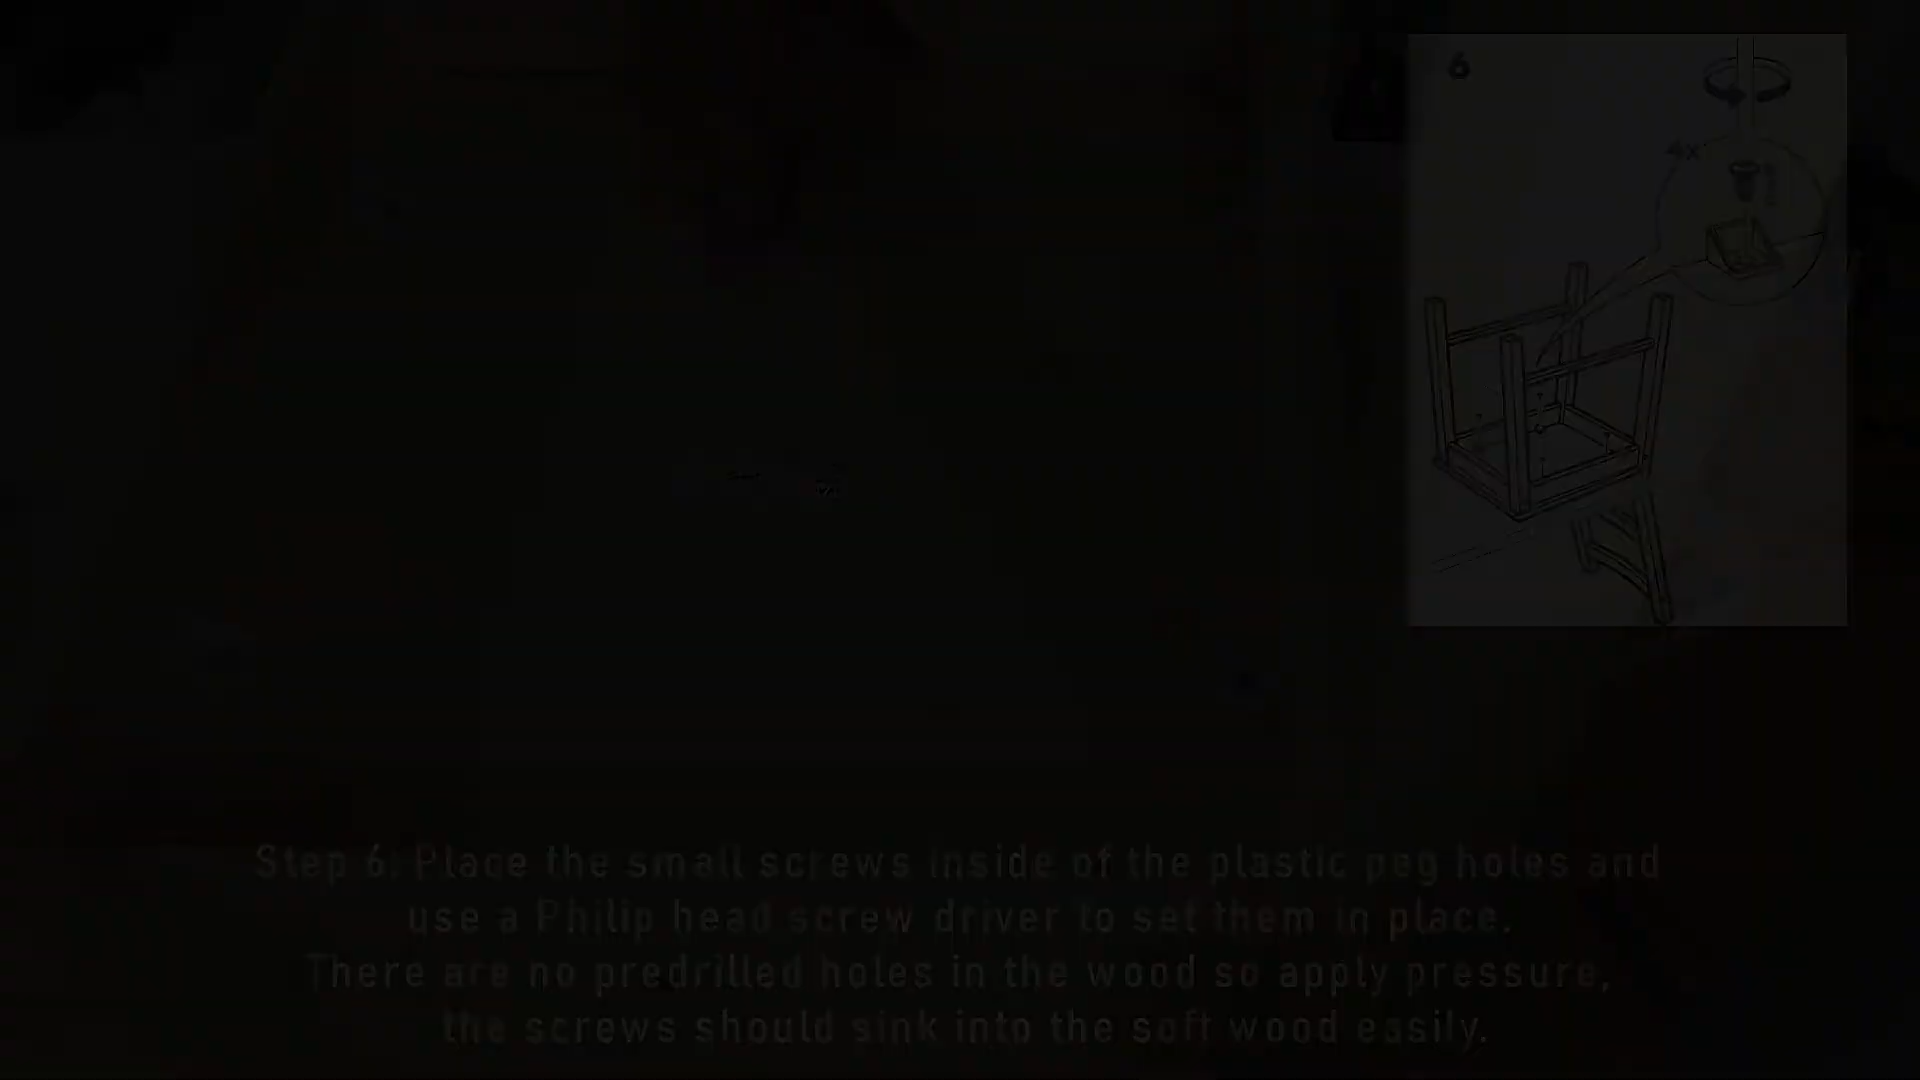 6
4x
Step 6: Place the small screws inside of the plastic peg holes and
use a Philip head screw driver to set them in place.
There are no predrilled holes in the wood so apply pressure,
the screws should sink into the soft wood easily.